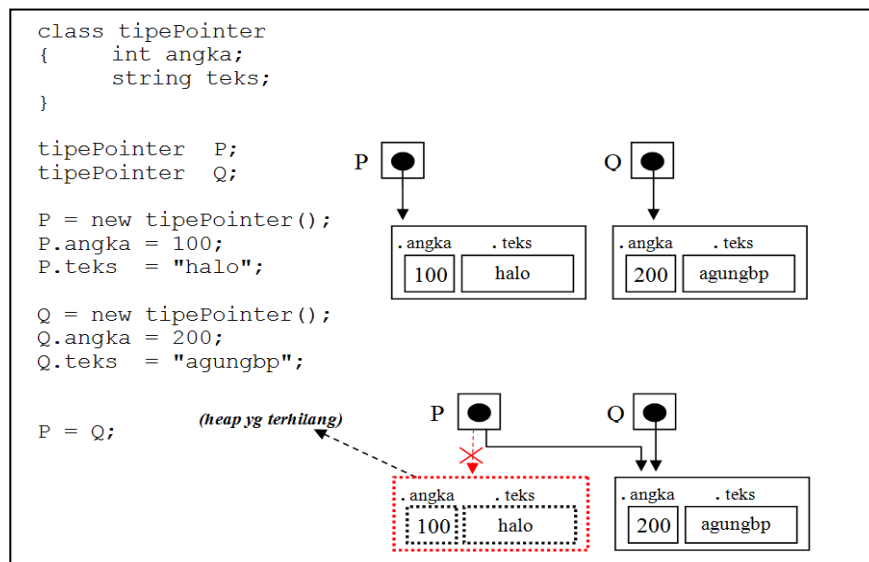 class tipePointer
{ int angka;
string teks;
}
tipePointer P;
tipePointer Q;
P = new tipePointer();
P.angka = 100;
P.teks = "halo";
Q = new tipePointer();
Q.angka = 200;
Q.teks = "agungbp";
P Q
. angka . teks . angka . teks
100 halo 200 agungbp
P = Q; (heap yg terhilang) P Q
. angka . teks . angka . teks
100 halo 200 agungbp